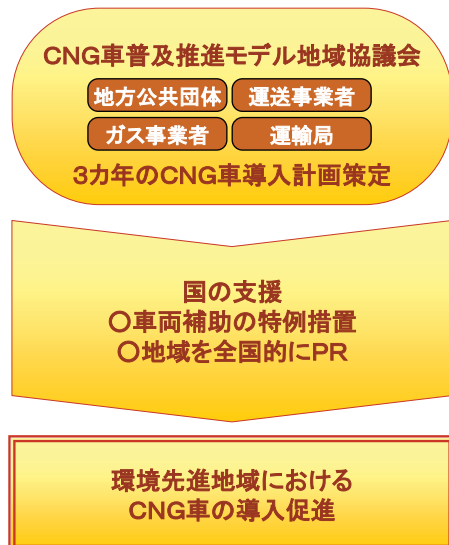 CNG車普及推進モデル地域協議会
地方公共団体 運送事業者
ガス事業者 運輸局
3カ年のCNG車導入計画策定
国の支援
○車両補助の特例措置
○地域を全国的にPR
環境先進地域における
CNG車の導入促進